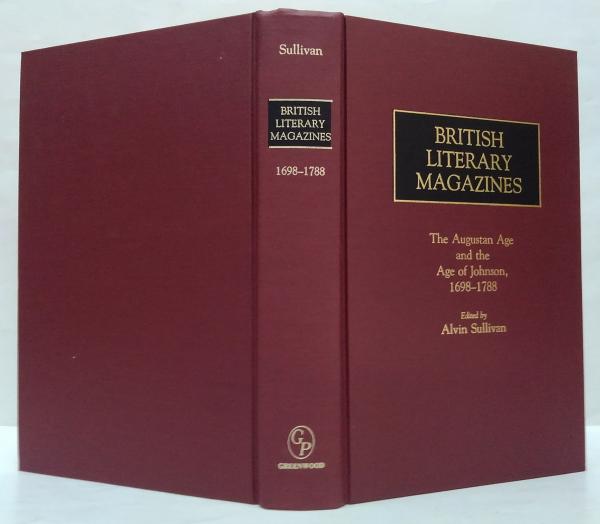 Sullivan
BRITISH
LITERARY
MAGAZINES
1698–1788
GP
GREENWOOD
BRITISH
LITERARY
MAGAZINES
The Augustan Age
and the
Age of Johnson,
1698–1788
Edited by
Alvin Sullivan